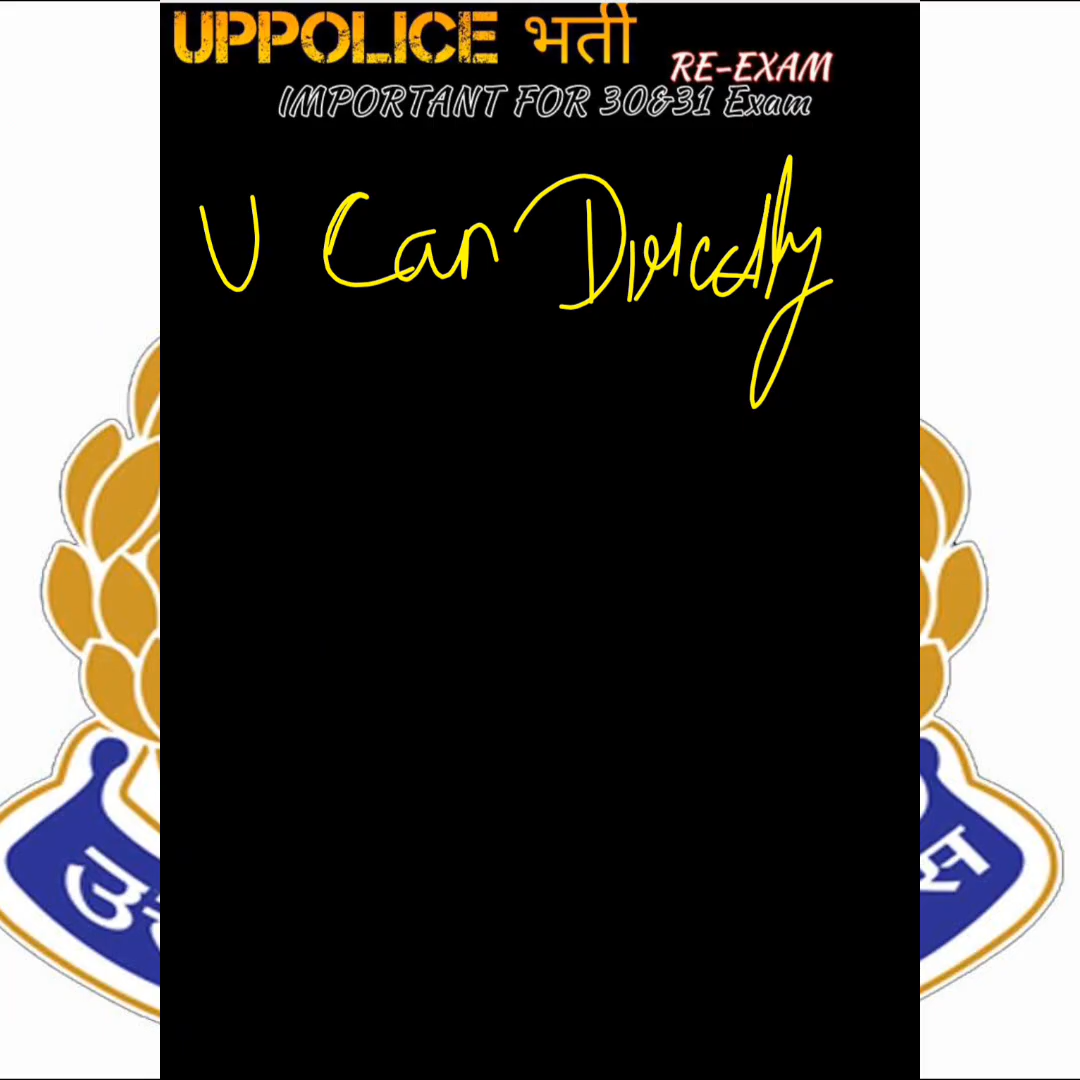 UPPOLICE भर्ती
RE-EXAM
IMPORTANT FOR 30&31 Exam
U Can Directly